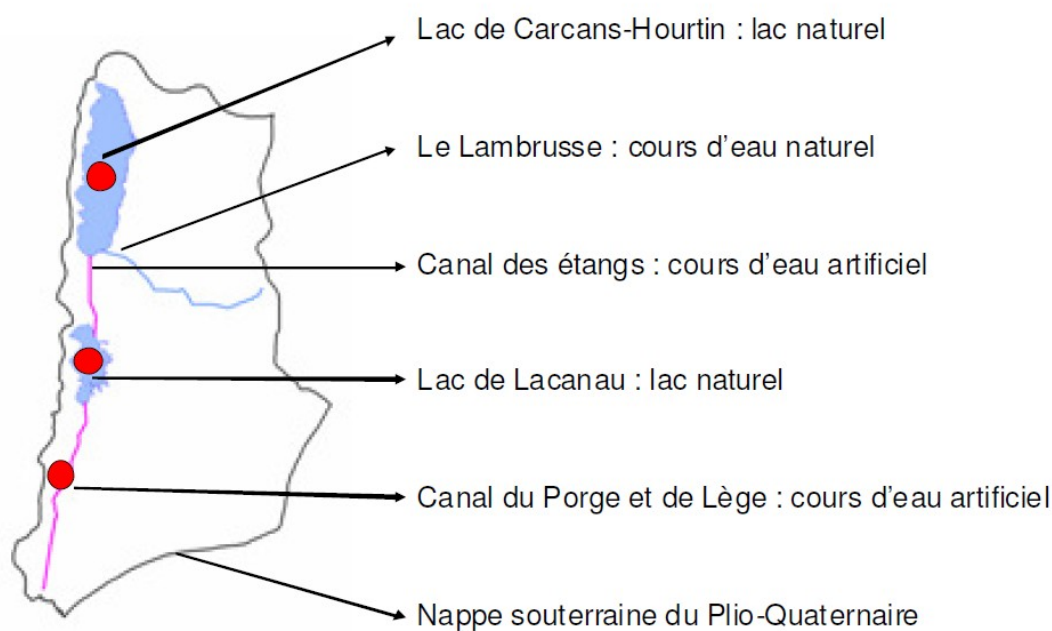 Lac de Carcans-Hourtin : lac naturel
Le Lambrusse : cours d'eau naturel
Canal des étangs : cours d'eau artificiel
Lac de Lacanau : lac naturel
Canal du Porge et de Lège : cours d'eau artificiel
Nappe souterraine du Plio-Quaternaire